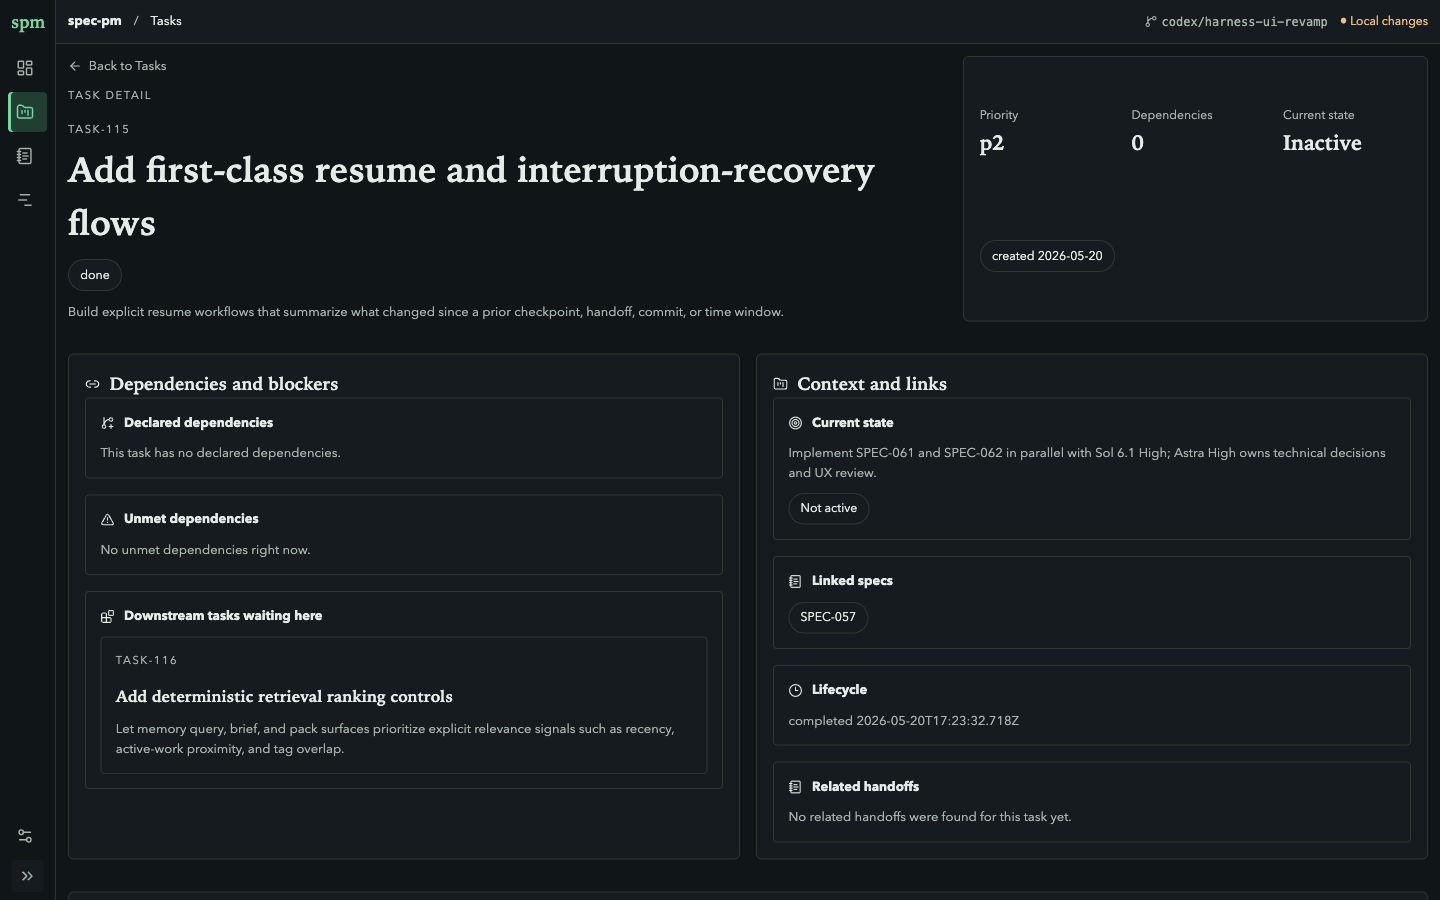 spm
spec-pm / Tasks
codex/harness-ui-revamp
Local changes
Back to Tasks
TASK DETAIL
TASK-115
Add first-class resume and interruption-recovery
flows
done
Build explicit resume workflows that summarize what changed since a prior checkpoint, handoff, commit, or time window.
Priority
p2
Dependencies
0
Current state
Inactive
created 2026-05-20
Dependencies and blockers
Declared dependencies
This task has no declared dependencies.
Unmet dependencies
No unmet dependencies right now.
Downstream tasks waiting here
TASK-116
Add deterministic retrieval ranking controls
Let memory query, brief, and pack surfaces prioritize explicit relevance signals such as recency,
active-work proximity, and tag overlap.
Context and links
Current state
Implement SPEC-061 and SPEC-062 in parallel with Sol 6.1 High; Astra High owns technical decisions
and UX review.
Not active
Linked specs
SPEC-057
Lifecycle
completed 2026-05-20T17:23:32.718Z
Related handoffs
No related handoffs were found for this task yet.